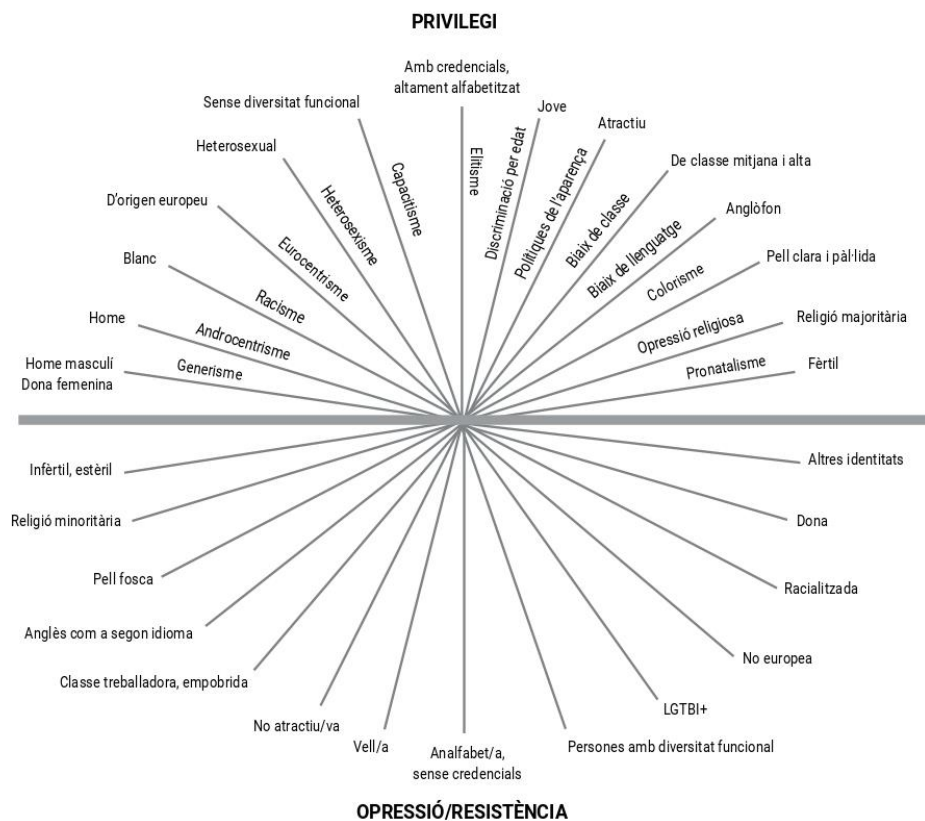 PRIVILEGI
Amb credencials,
altament alfabetitzat
Sense diversitat funcional
Jove
Atractiu
Heterosexual
De classe mitjana i alta
D'origen europeu
Anglòfon
Blanc
Pell clara i pàl·lida
Home
Religió majoritària
Home masculí
Dona femenina
Fèrtil
Generisme
Androcentrisme
Racisme
Eurocentrisme
Heterosexisme
Capacitisme
Elitisme
Discriminació per edat
Polítiques de l'aparença
Biaix de classe
Biaix de llenguatge
Colorisme
Opressió religiosa
Pronatalisme
Infèrtil, estèril
Altres identitats
Religió minoritària
Dona
Pell fosca
Racialitzada
Anglès com a segon idioma
No europea
Classe treballadora, empobrida
LGTBI+
No atractiu/va
Vell/a
Analfabet/a,
sense credencials
Persones amb diversitat funcional
OPRESSIÓ/RESISTÈNCIA